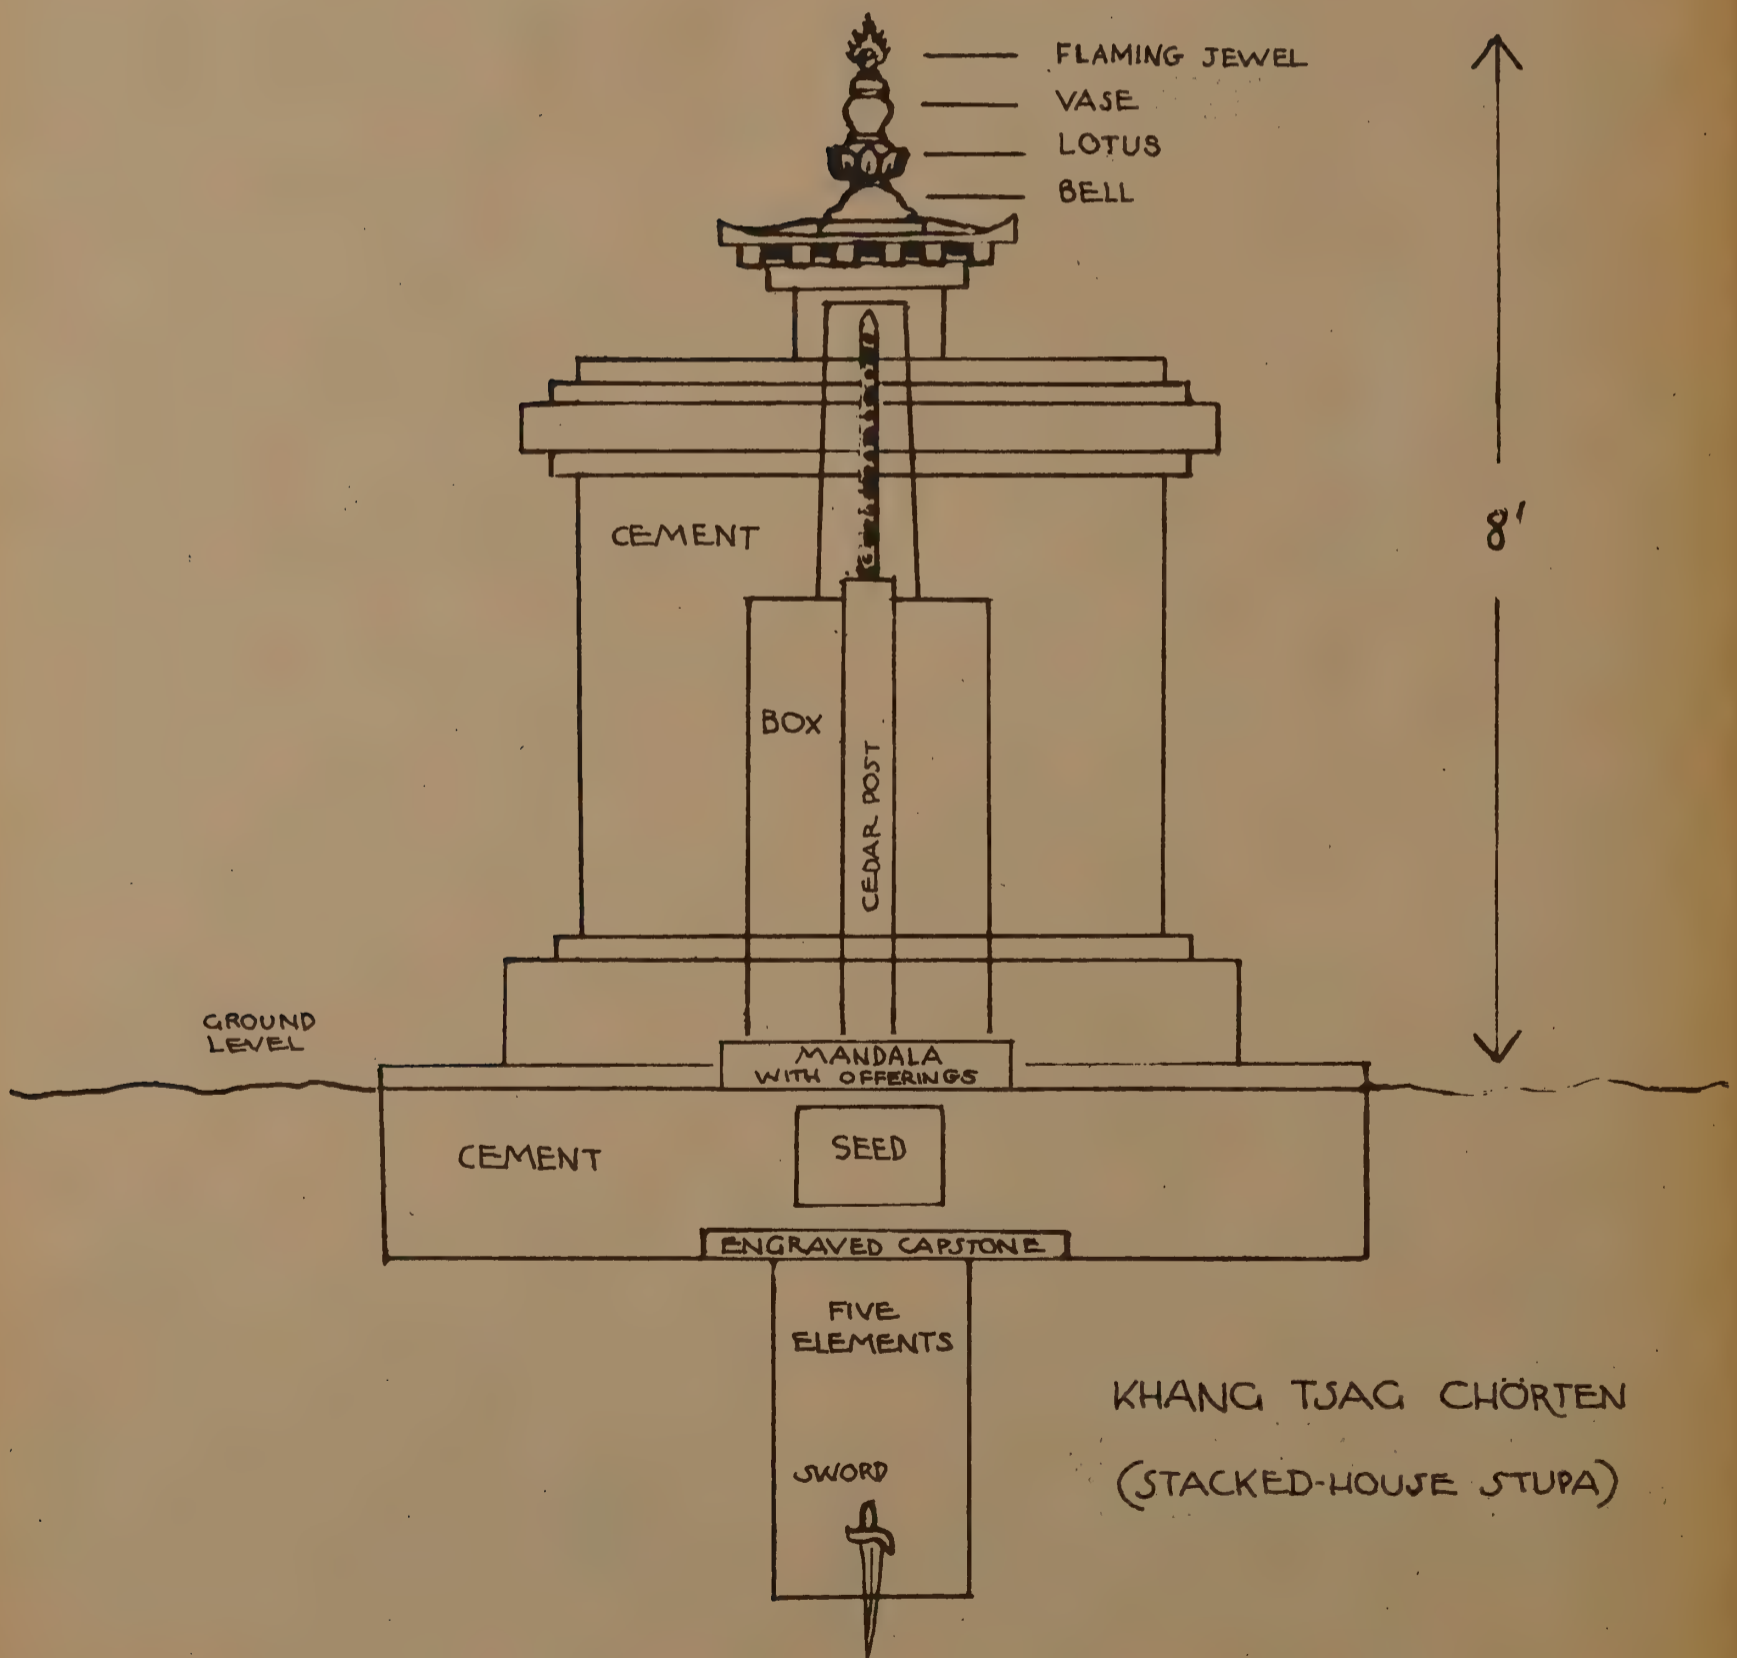 FLAMING JEWEL
VASE
LOTUS
BELL
8'
CEMENT
BOX
CEDAR POST
GROUND
LEVEL
MANDALA
WITH OFFERINGS
SEED
CEMENT
ENGRAVED CAPSTONE
FIVE
ELEMENTS
KHANG TSAG CHÖRTEN
SWORD
(STACKED-HOUSE STUPA)